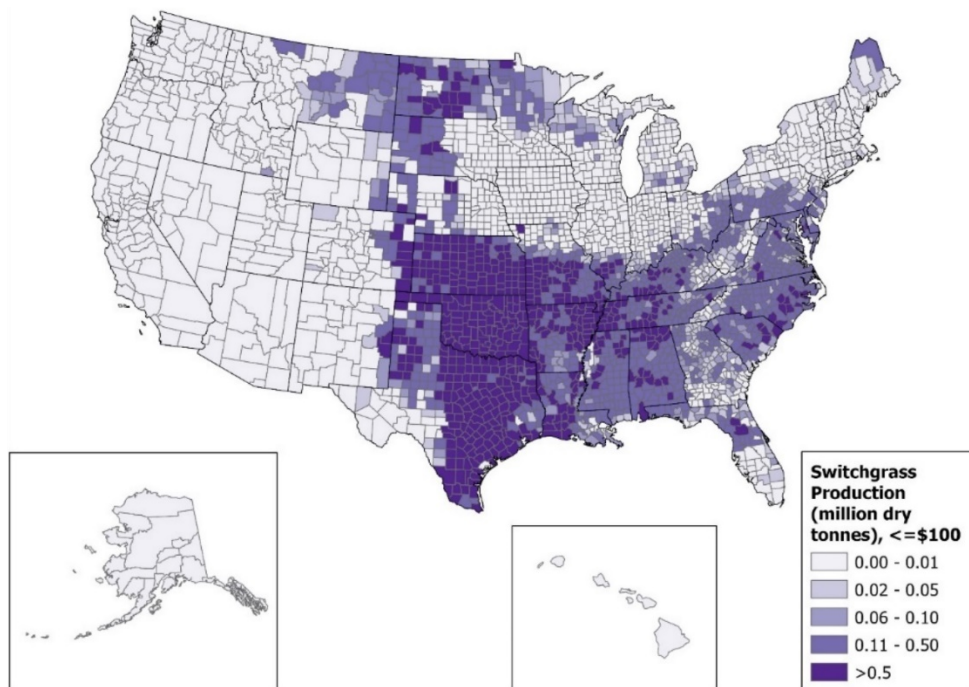 Switchgrass
Production
(million dry
tonnes), <=$100
0.00 - 0.01
0.02 - 0.05
0.06 - 0.10
0.11 - 0.50
>0.5